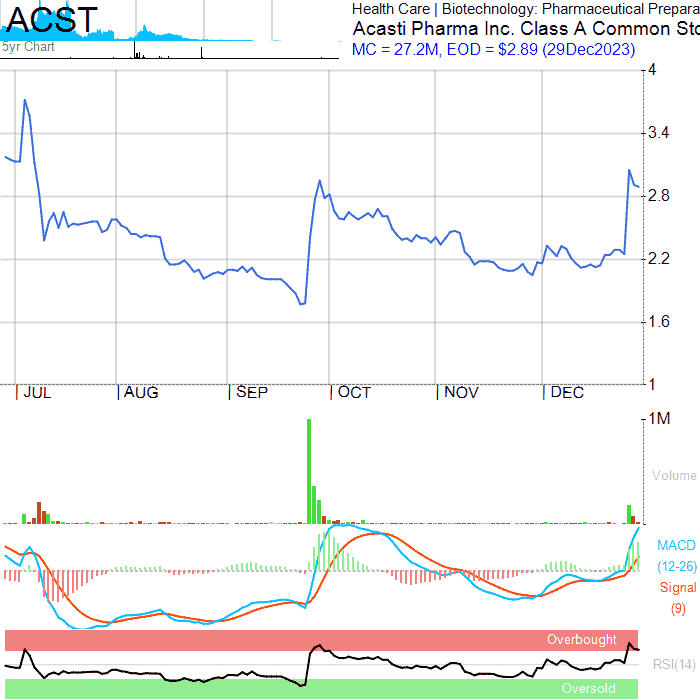 ACST
5yr Chart
Health Care | Biotechnology: Pharmaceutical Prepara
Acasti Pharma Inc. Class A Common Sto
MC = 27.2M, EOD = $2.89 (29Dec2023)
4
3.4
2.8
2.2
1.6
1
JUL AUG SEP OCT NOV DEC
1M
Volume
MACD
(12-26)
Signal
(9)
Overbought
RSI(14)
Oversold